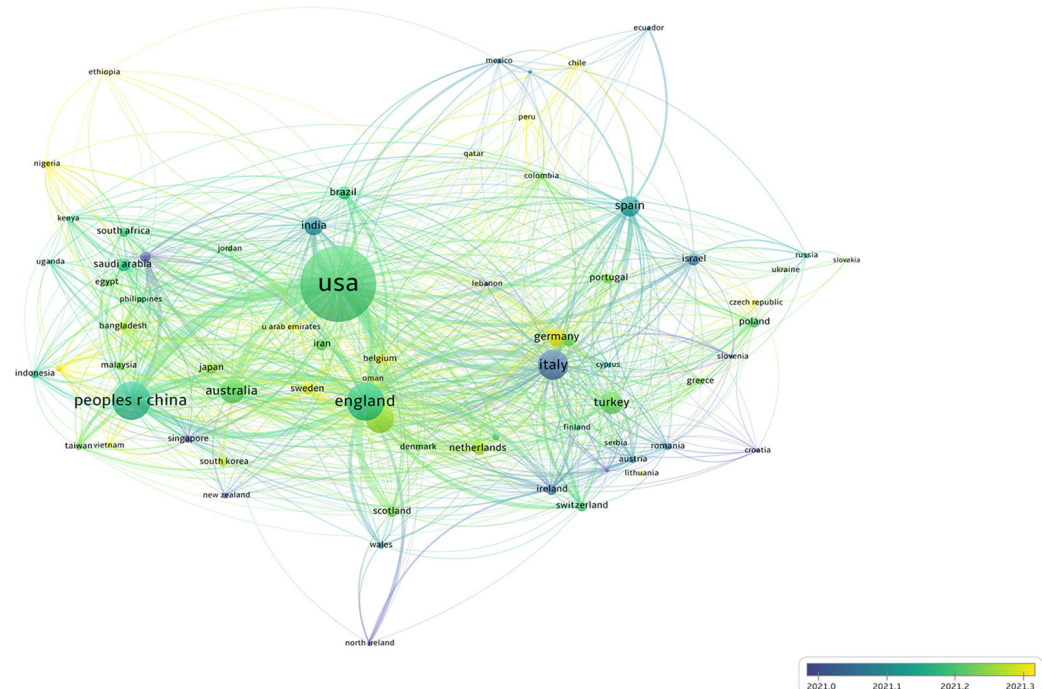 ecuador
mexico
chile
ethiopia
peru
qatar
nigeria
colombia
brazil
spain
kenya
india
south africa
jordan
israel
russia
slovakia
uganda
saudi arabia
ukraine
egypt
usa
lebanon
portugal
philippines
czech republic
bangladesh
u arab emirates
poland
iran
germany
belgium
slovenia
malaysia
japan
italy
cyprus
indonesia
oman
greece
sweden
australia
peoples r china
england
turkey
finland
singapore
serbia
taiwan
vietnam
denmark
netherlands
romania
croatia
south korea
austria
lithuania
new zealand
ireland
switzerland
scotland
wales
north ireland
2021.0 2021.1 2021.2 2021.3